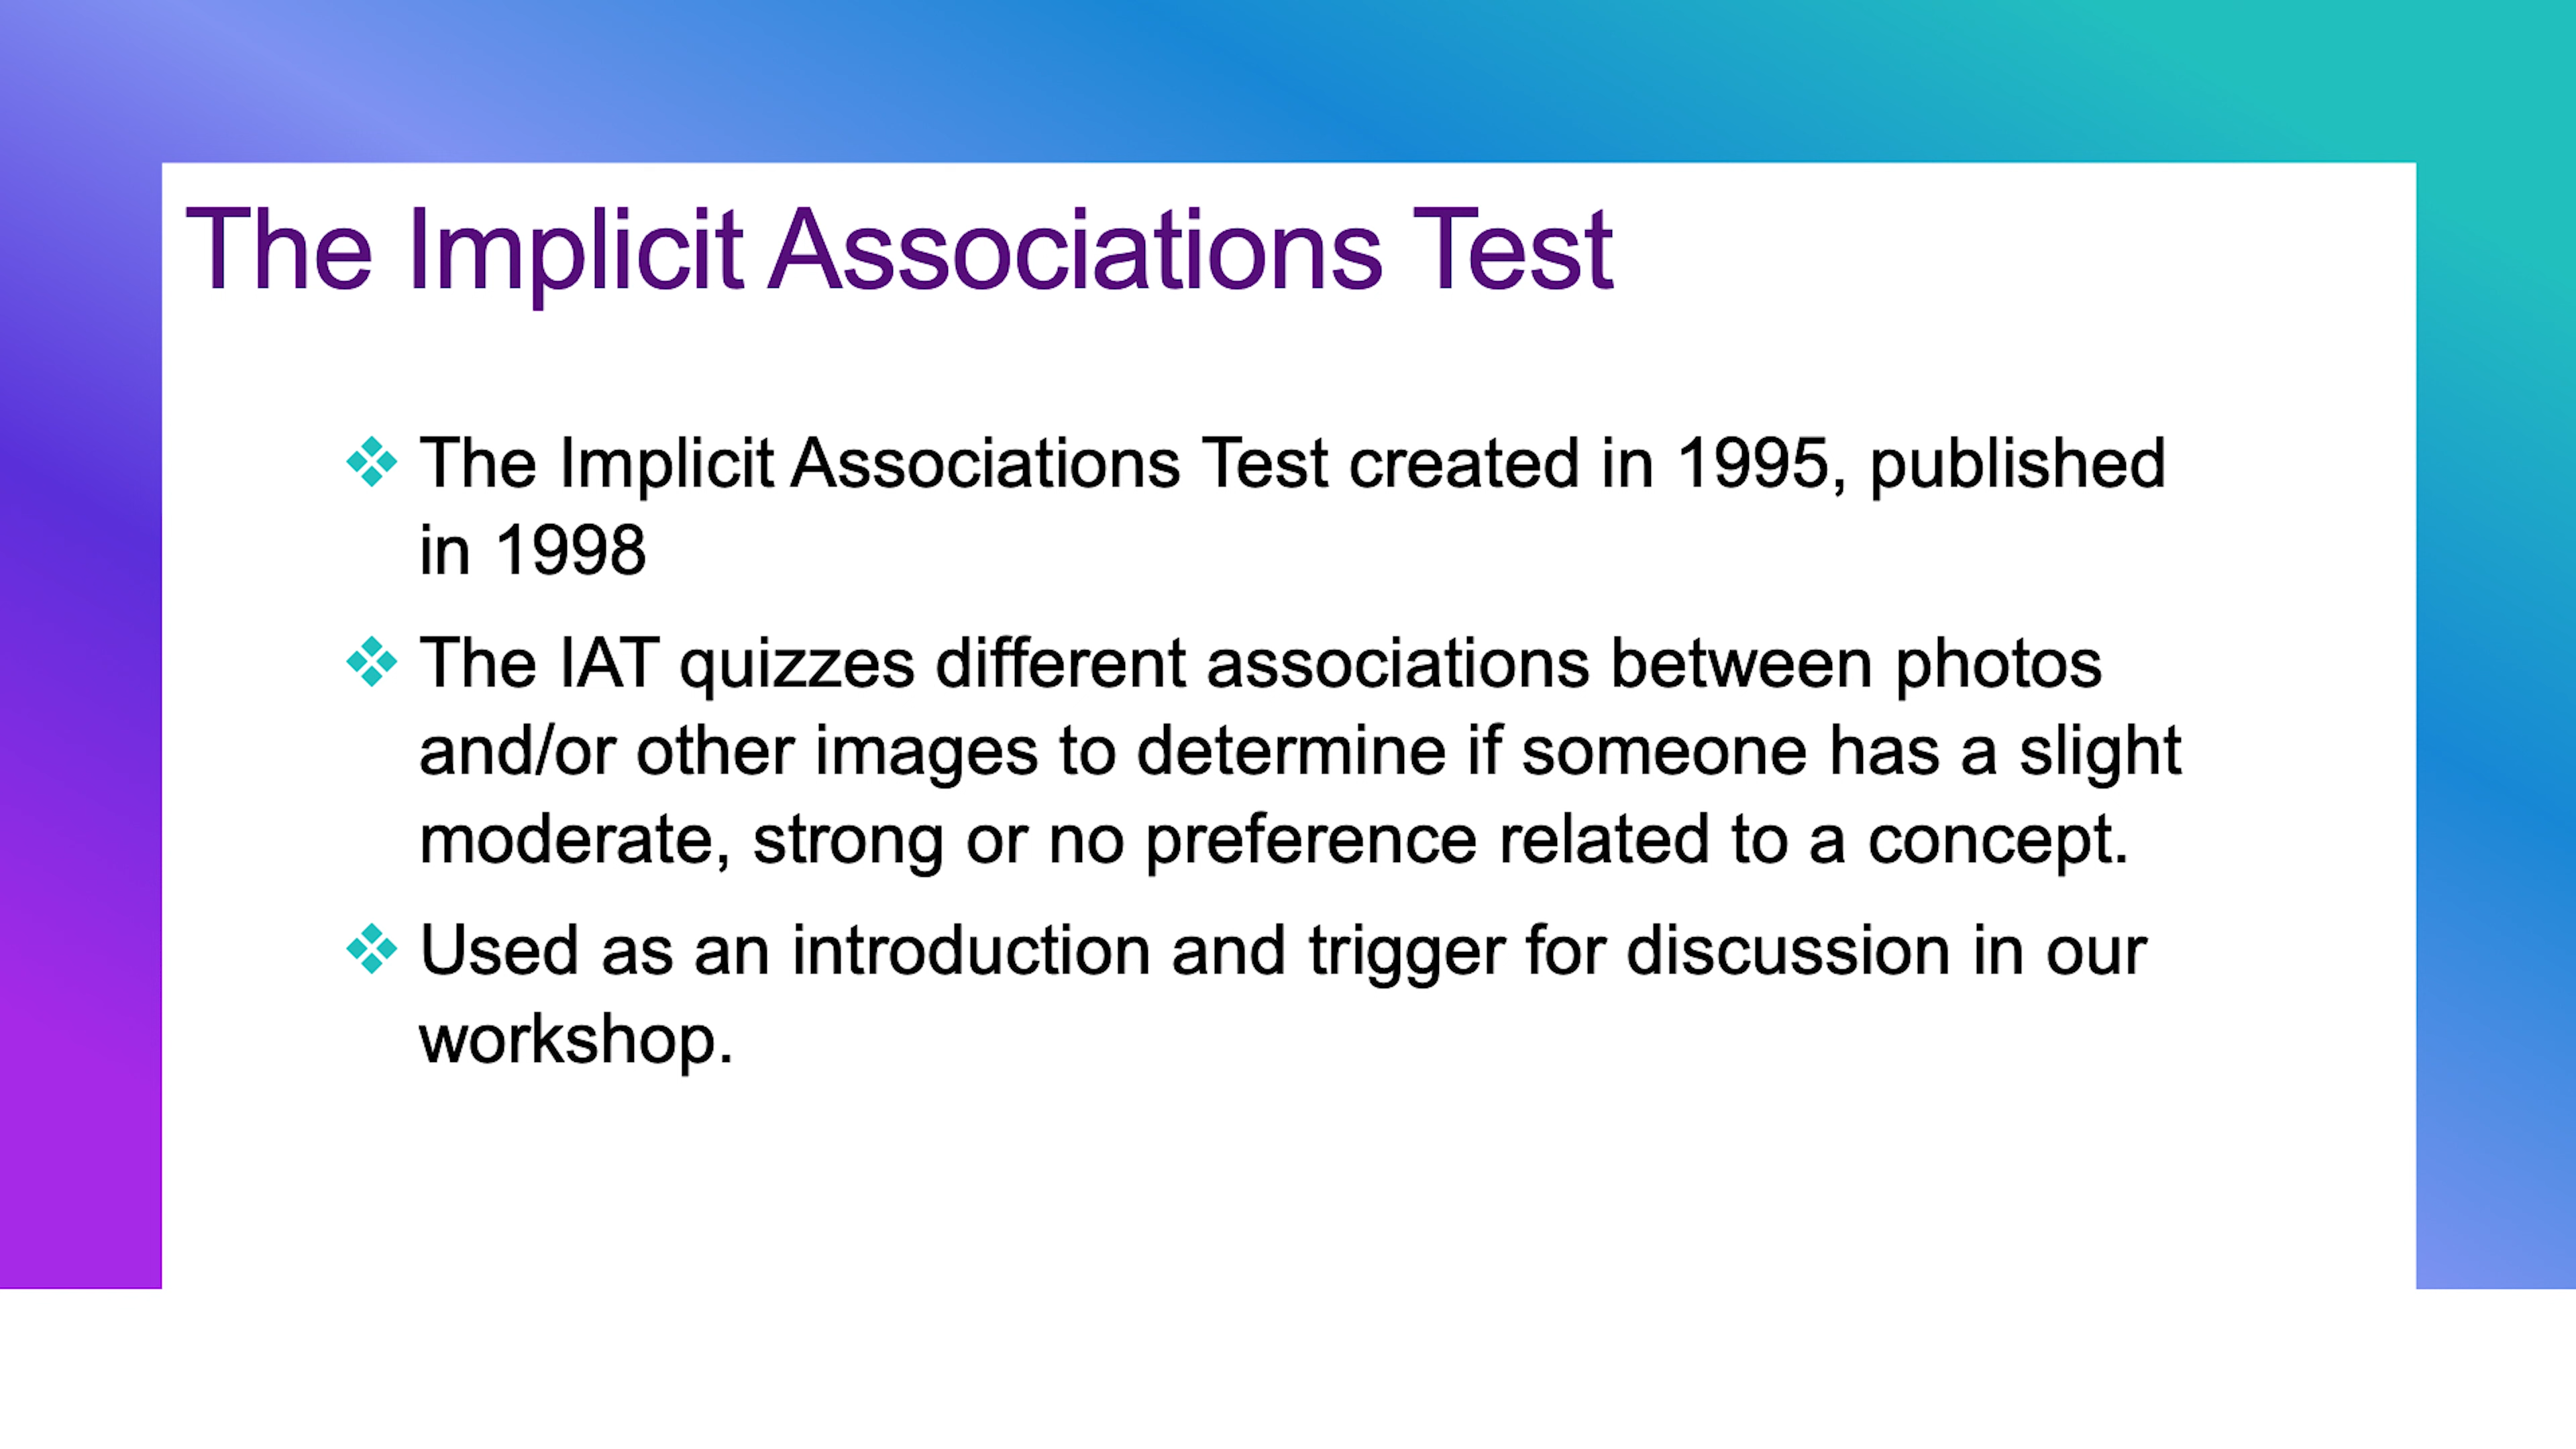 The Implicit Associations Test
❖ The Implicit Associations Test created in 1995, published
in 1998
❖ The IAT quizzes different associations between photos
and/or other images to determine if someone has a slight
moderate, strong or no preference related to a concept.
❖ Used as an introduction and trigger for discussion in our
workshop.